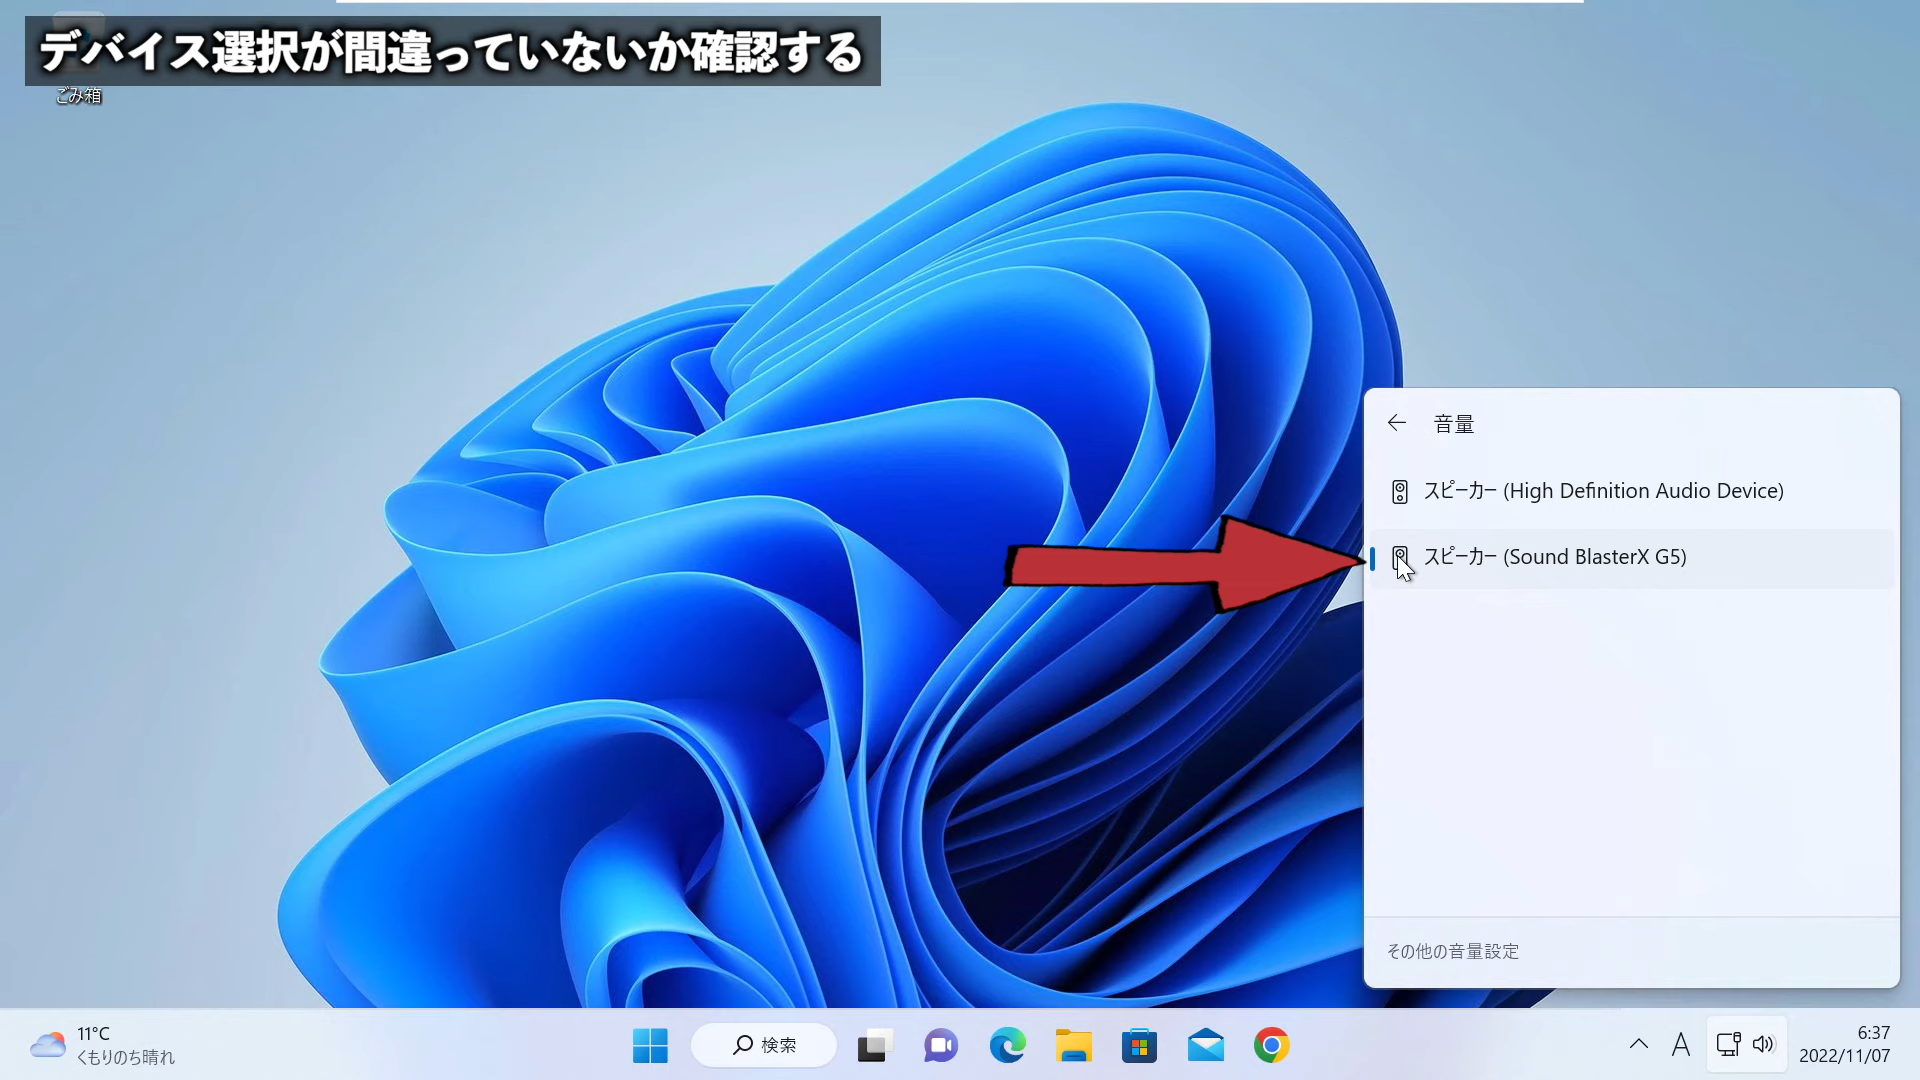 デバイス選択が間違っていないか確認する
ごみ箱
音量
スピーカー (High Definition Audio Device)
スピーカー (Sound BlasterX G5)
その他の音量設定
11°C
くもりのち晴れ
検索
A
6:37
2022/11/07